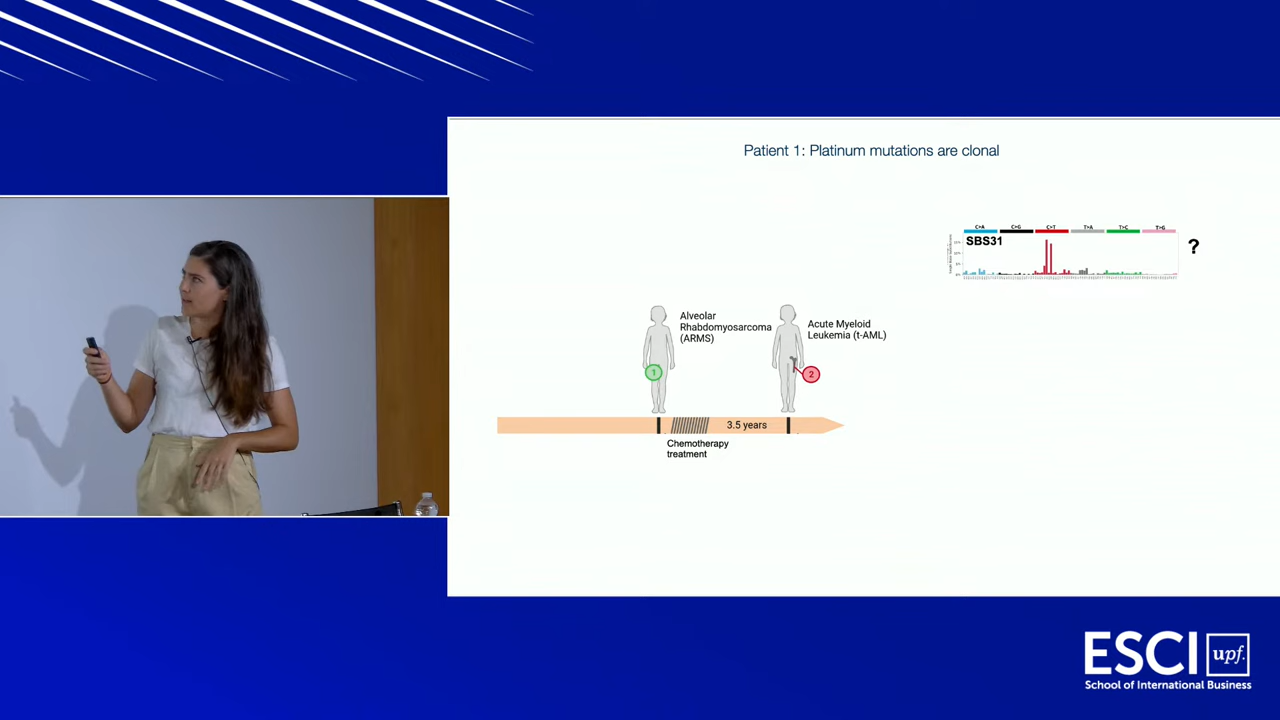 Patient 1: Platinum mutations are clonal
C>A C>G C>T T>A T>C T>G
SBS31
?
Alveolar
Rhabdomyosarcoma
(ARMS)
Acute Myeloid
Leukemia (t-AML)
1
2
3.5 years
Chemotherapy
treatment
ESCI upf.
School of International Business